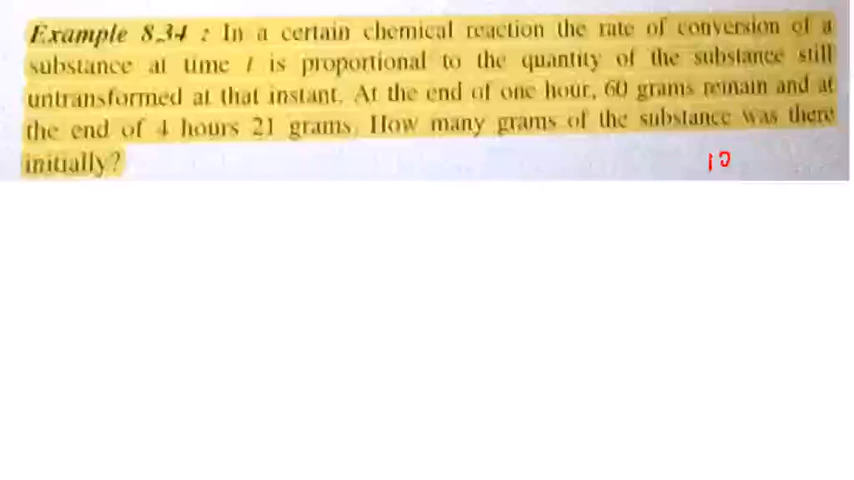 Example 8.34 : In a certain chemical reaction the rate of conversion of a
substance at time t is proportional to the quantity of the substance still
untransformed at that instant. At the end of one hour, 60 grams remain and at
the end of 4 hours 21 grams. How many grams of the substance was there
initially?